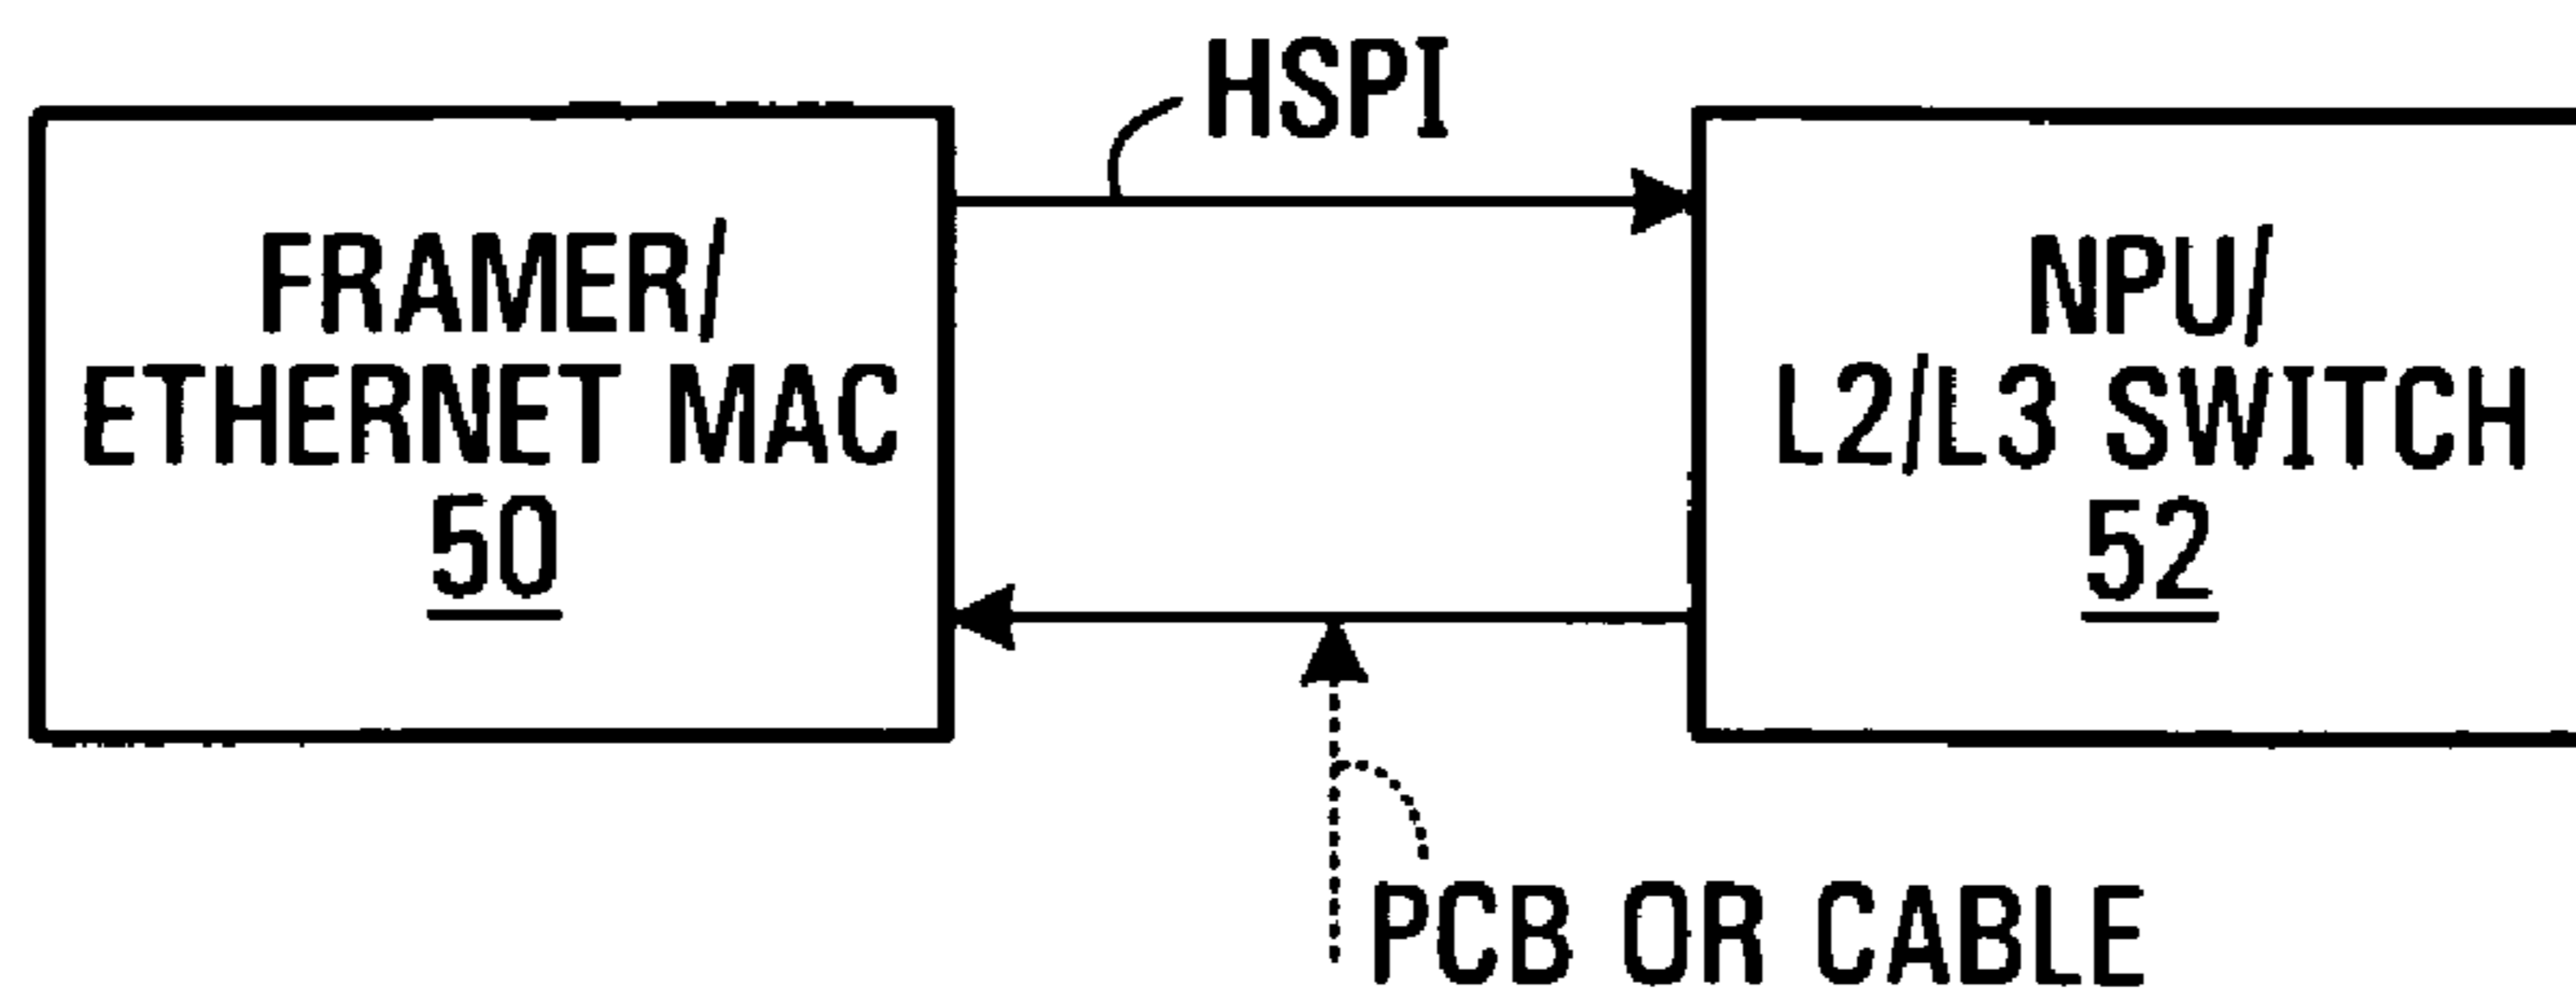 HSPI
FRAMER/
ETHERNET MAC
50
NPU/
L2/L3 SWITCH
52
PCB OR CABLE